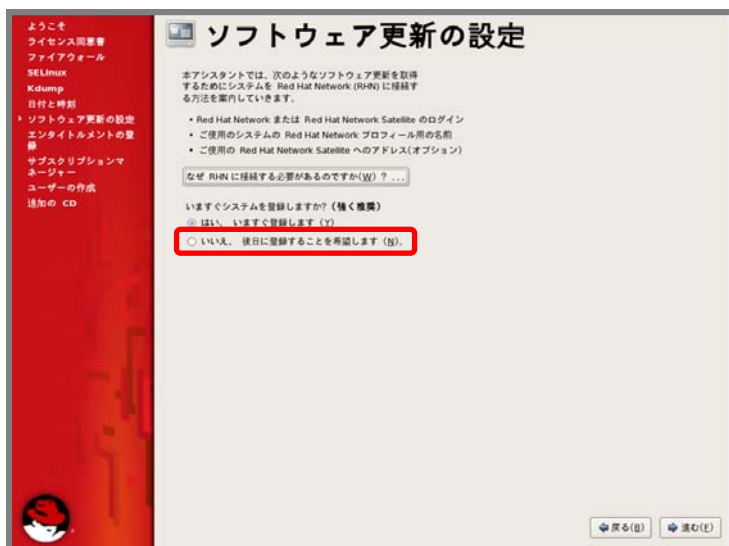 ようこそ
ライセンス同意書
ファイアウォール
SELinux
Kdump
日付と時刻
ソフトウェア更新の設定
エンタイトルメントの登
録
サブスクリプションマ
ネージャー
ユーザーの作成
追加の CD
ソフトウェア更新の設定
本アシスタントでは、次のようなソフトウェア更新を取得
するためにシステムを Red Hat Network (RHN) に接続す
る方法を案内していきます。
• Red Hat Network または Red Hat Network Satellite のログイン
• ご使用のシステムの Red Hat Network プロフィール用の名前
• ご使用の Red Hat Network Satellite へのアドレス(オプション)
なぜ RHN に接続する必要があるのですか(W) ? ...
いますぐシステムを登録しますか? (強く推奨)
はい、 いますぐ登録します (Y)
いいえ、 後日に登録することを希望します (N)。
戻る(B)
進む(F)